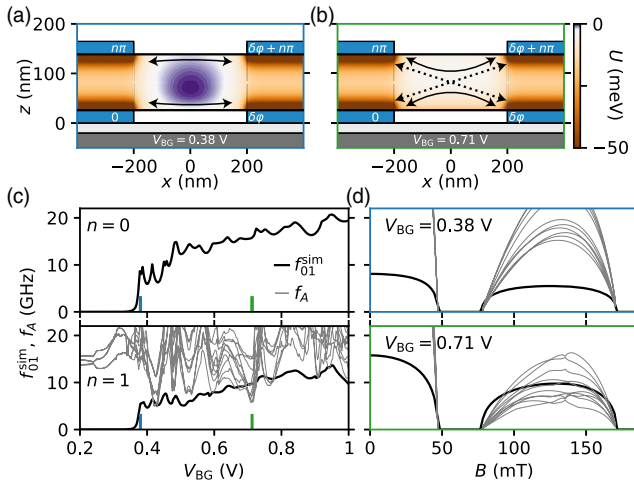 (a)
(b)
nπ
δφ + nπ
nπ
δφ + nπ
0
δφ
0
δφ
V_BG = 0.38 V
V_BG = 0.71 V
z (nm)
200
100
0
−200
0
200
x (nm)
−200
0
200
x (nm)
0
−50
U (meV)
(c)
(d)
n = 0
f_01^sim
f_A
n = 1
20
10
0
20
10
0
f_01^sim, f_A (GHz)
0.2
0.4
0.6
0.8
1
V_BG (V)
V_BG = 0.38 V
V_BG = 0.71 V
0
100
B (mT)